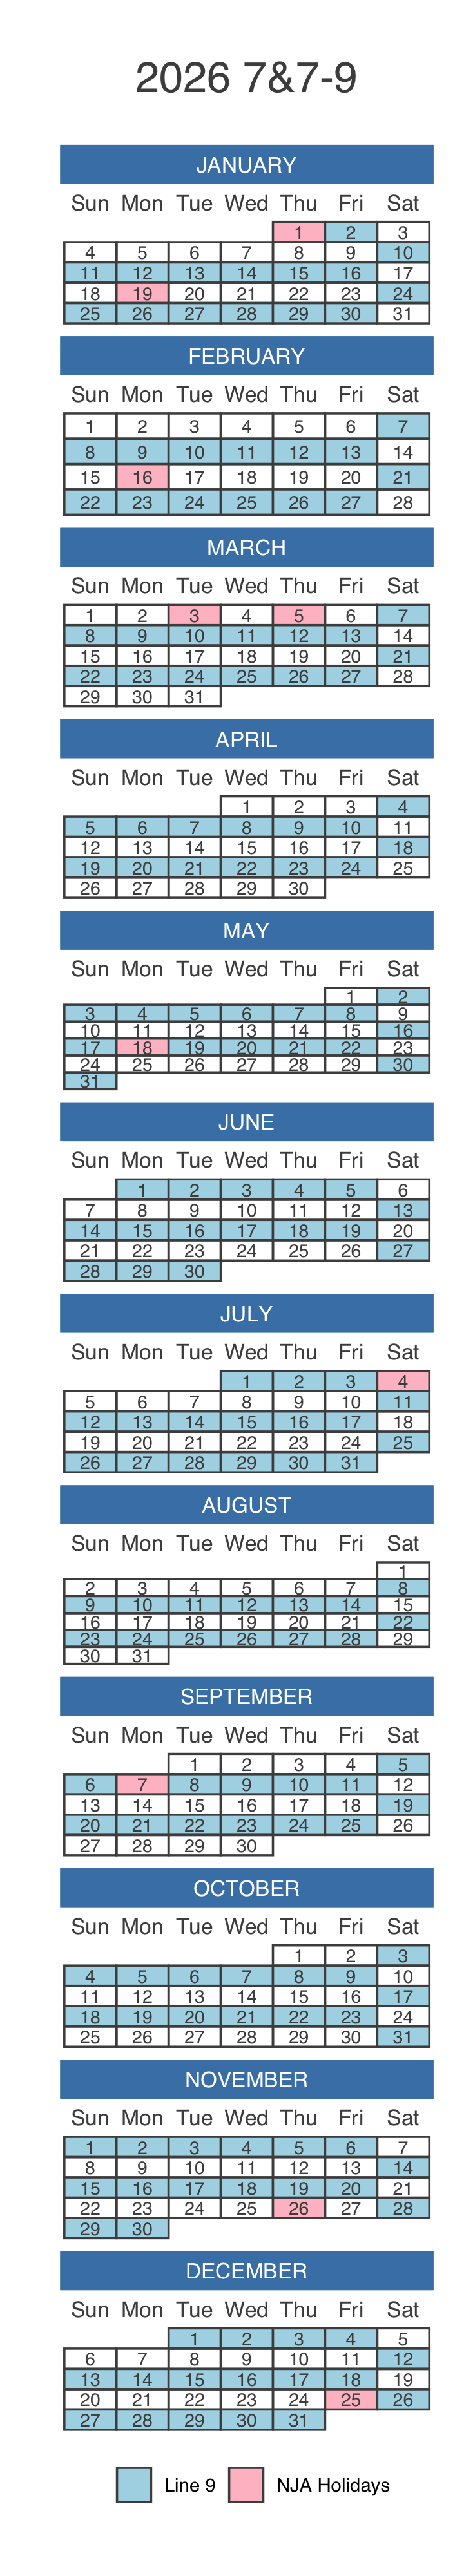 2026 7&7-9
JANUARY
Sun Mon Tue Wed Thu Fri Sat
1 2 3
4 5 6 7 8 9 10
11 12 13 14 15 16 17
18 19 20 21 22 23 24
25 26 27 28 29 30 31
FEBRUARY
Sun Mon Tue Wed Thu Fri Sat
1 2 3 4 5 6 7
8 9 10 11 12 13 14
15 16 17 18 19 20 21
22 23 24 25 26 27 28
MARCH
Sun Mon Tue Wed Thu Fri Sat
1 2 3 4 5 6 7
8 9 10 11 12 13 14
15 16 17 18 19 20 21
22 23 24 25 26 27 28
29 30 31
APRIL
Sun Mon Tue Wed Thu Fri Sat
1 2 3 4
5 6 7 8 9 10 11
12 13 14 15 16 17 18
19 20 21 22 23 24 25
26 27 28 29 30
MAY
Sun Mon Tue Wed Thu Fri Sat
1 2
3 4 5 6 7 8 9
10 11 12 13 14 15 16
17 18 19 20 21 22 23
24 25 26 27 28 29 30
31
JUNE
Sun Mon Tue Wed Thu Fri Sat
1 2 3 4 5 6
7 8 9 10 11 12 13
14 15 16 17 18 19 20
21 22 23 24 25 26 27
28 29 30
JULY
Sun Mon Tue Wed Thu Fri Sat
1 2 3 4
5 6 7 8 9 10 11
12 13 14 15 16 17 18
19 20 21 22 23 24 25
26 27 28 29 30 31
AUGUST
Sun Mon Tue Wed Thu Fri Sat
1
2 3 4 5 6 7 8
9 10 11 12 13 14 15
16 17 18 19 20 21 22
23 24 25 26 27 28 29
30 31
SEPTEMBER
Sun Mon Tue Wed Thu Fri Sat
1 2 3 4 5
6 7 8 9 10 11 12
13 14 15 16 17 18 19
20 21 22 23 24 25 26
27 28 29 30
OCTOBER
Sun Mon Tue Wed Thu Fri Sat
1 2 3
4 5 6 7 8 9 10
11 12 13 14 15 16 17
18 19 20 21 22 23 24
25 26 27 28 29 30 31
NOVEMBER
Sun Mon Tue Wed Thu Fri Sat
1 2 3 4 5 6 7
8 9 10 11 12 13 14
15 16 17 18 19 20 21
22 23 24 25 26 27 28
29 30
DECEMBER
Sun Mon Tue Wed Thu Fri Sat
1 2 3 4 5
6 7 8 9 10 11 12
13 14 15 16 17 18 19
20 21 22 23 24 25 26
27 28 29 30 31
Line 9 NJA Holidays